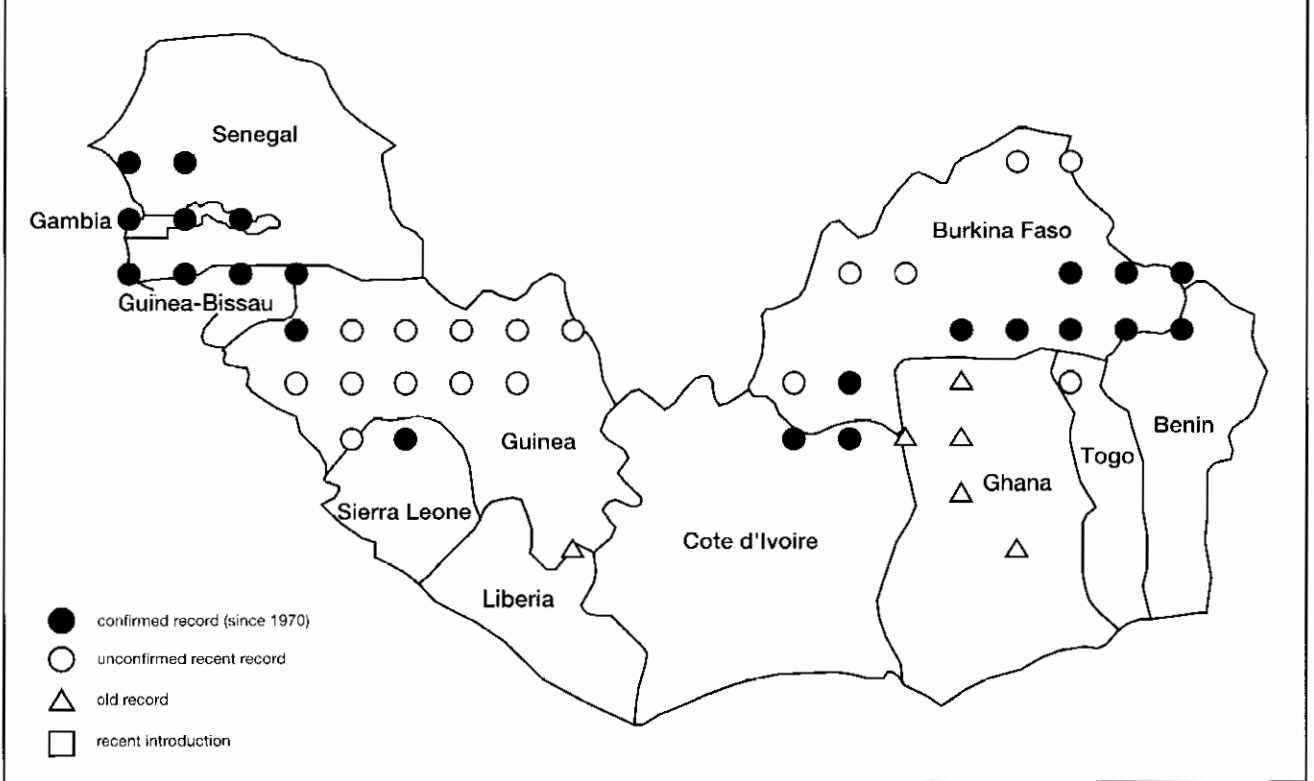 Senegal
Gambia
Burkina Faso
Guinea-Bissau
Guinea
Benin
Togo
Ghana
Sierra Leone
Cote d'Ivoire
Liberia
confirmed record (since 1970)
unconfirmed recent record
old record
recent introduction